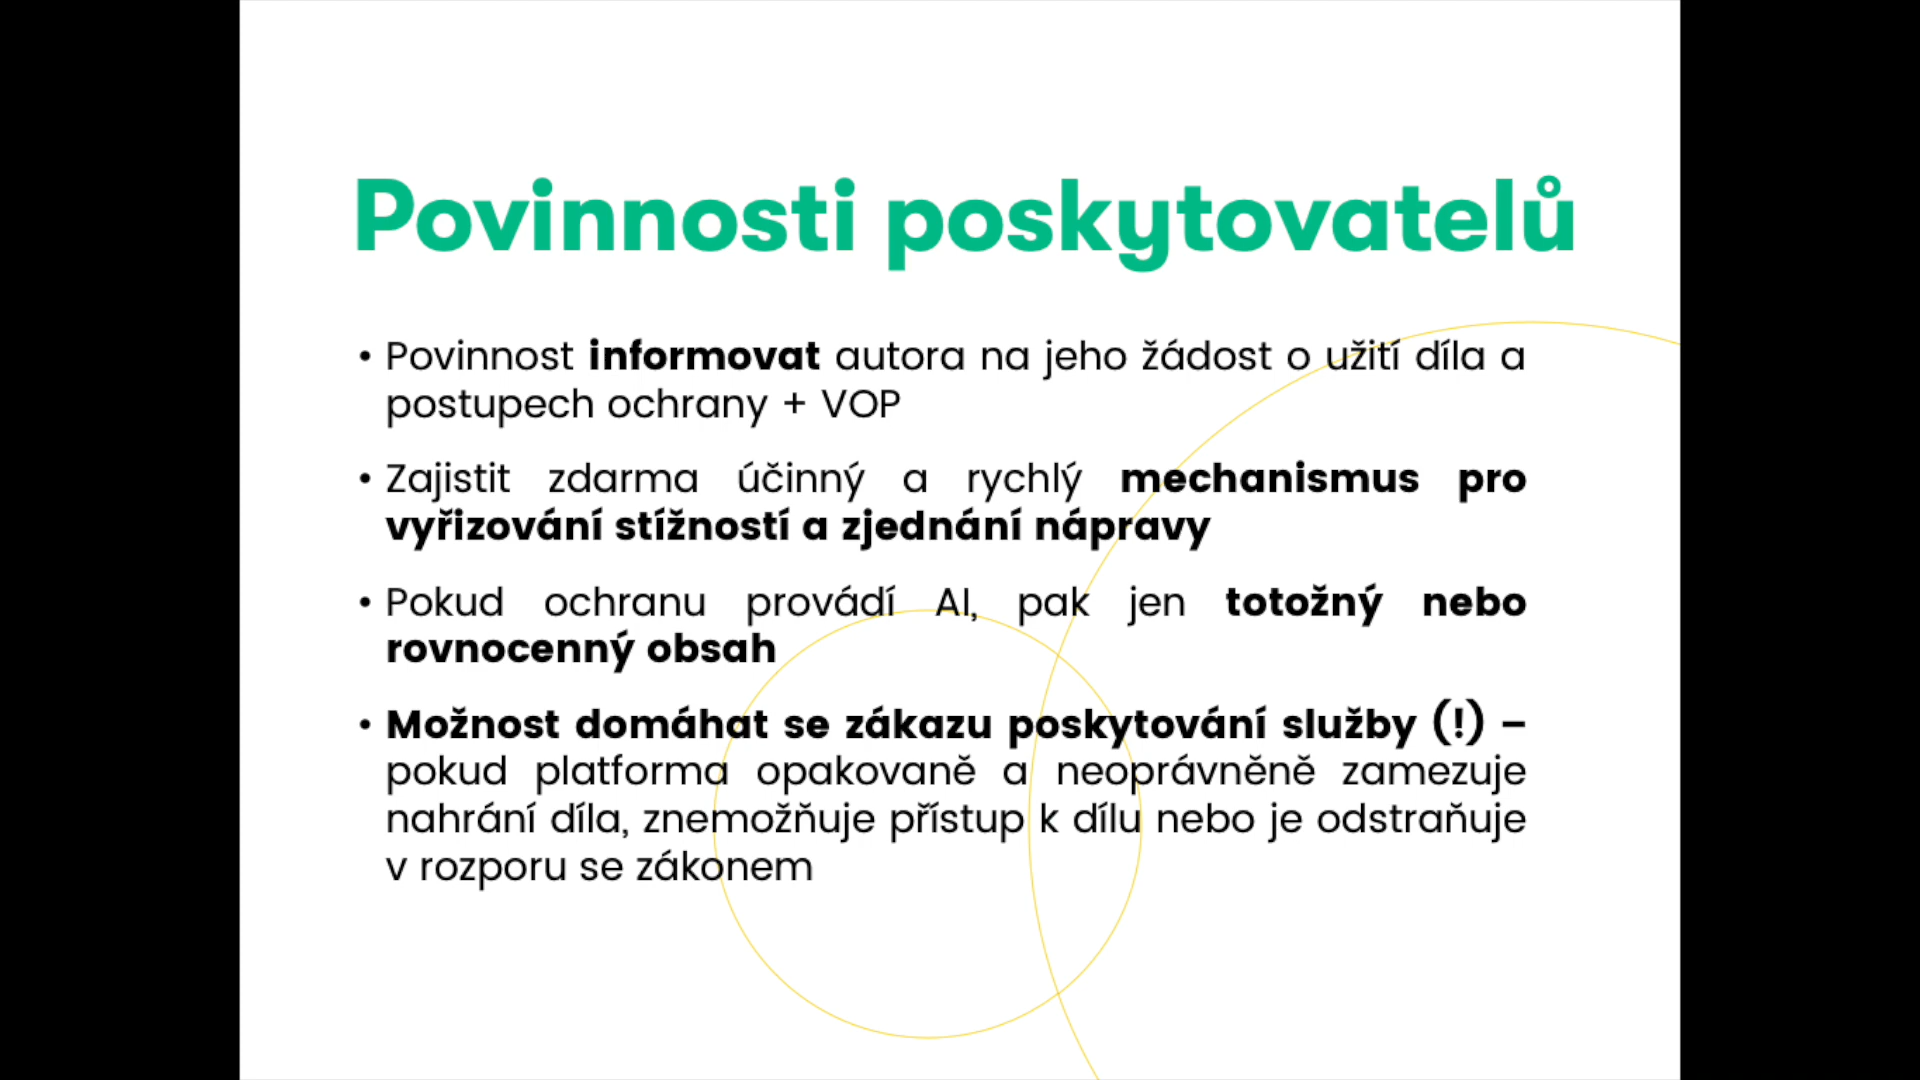 Povinnosti poskytovatelů
• Povinnost informovat autora na jeho žádost o užití díla a
postupech ochrany + VOP
• Zajistit zdarma účinný a rychlý mechanismus pro
vyřizování stížností a zjednání nápravy
• Pokud ochranu provádí AI, pak jen totožný nebo
rovnocenný obsah
• Možnost domáhat se zákazu poskytování služby (!) –
pokud platforma opakovaně a neoprávněně zamezuje
nahrání díla, znemožňuje přístup k dílu nebo je odstraňuje
v rozporu se zákonem